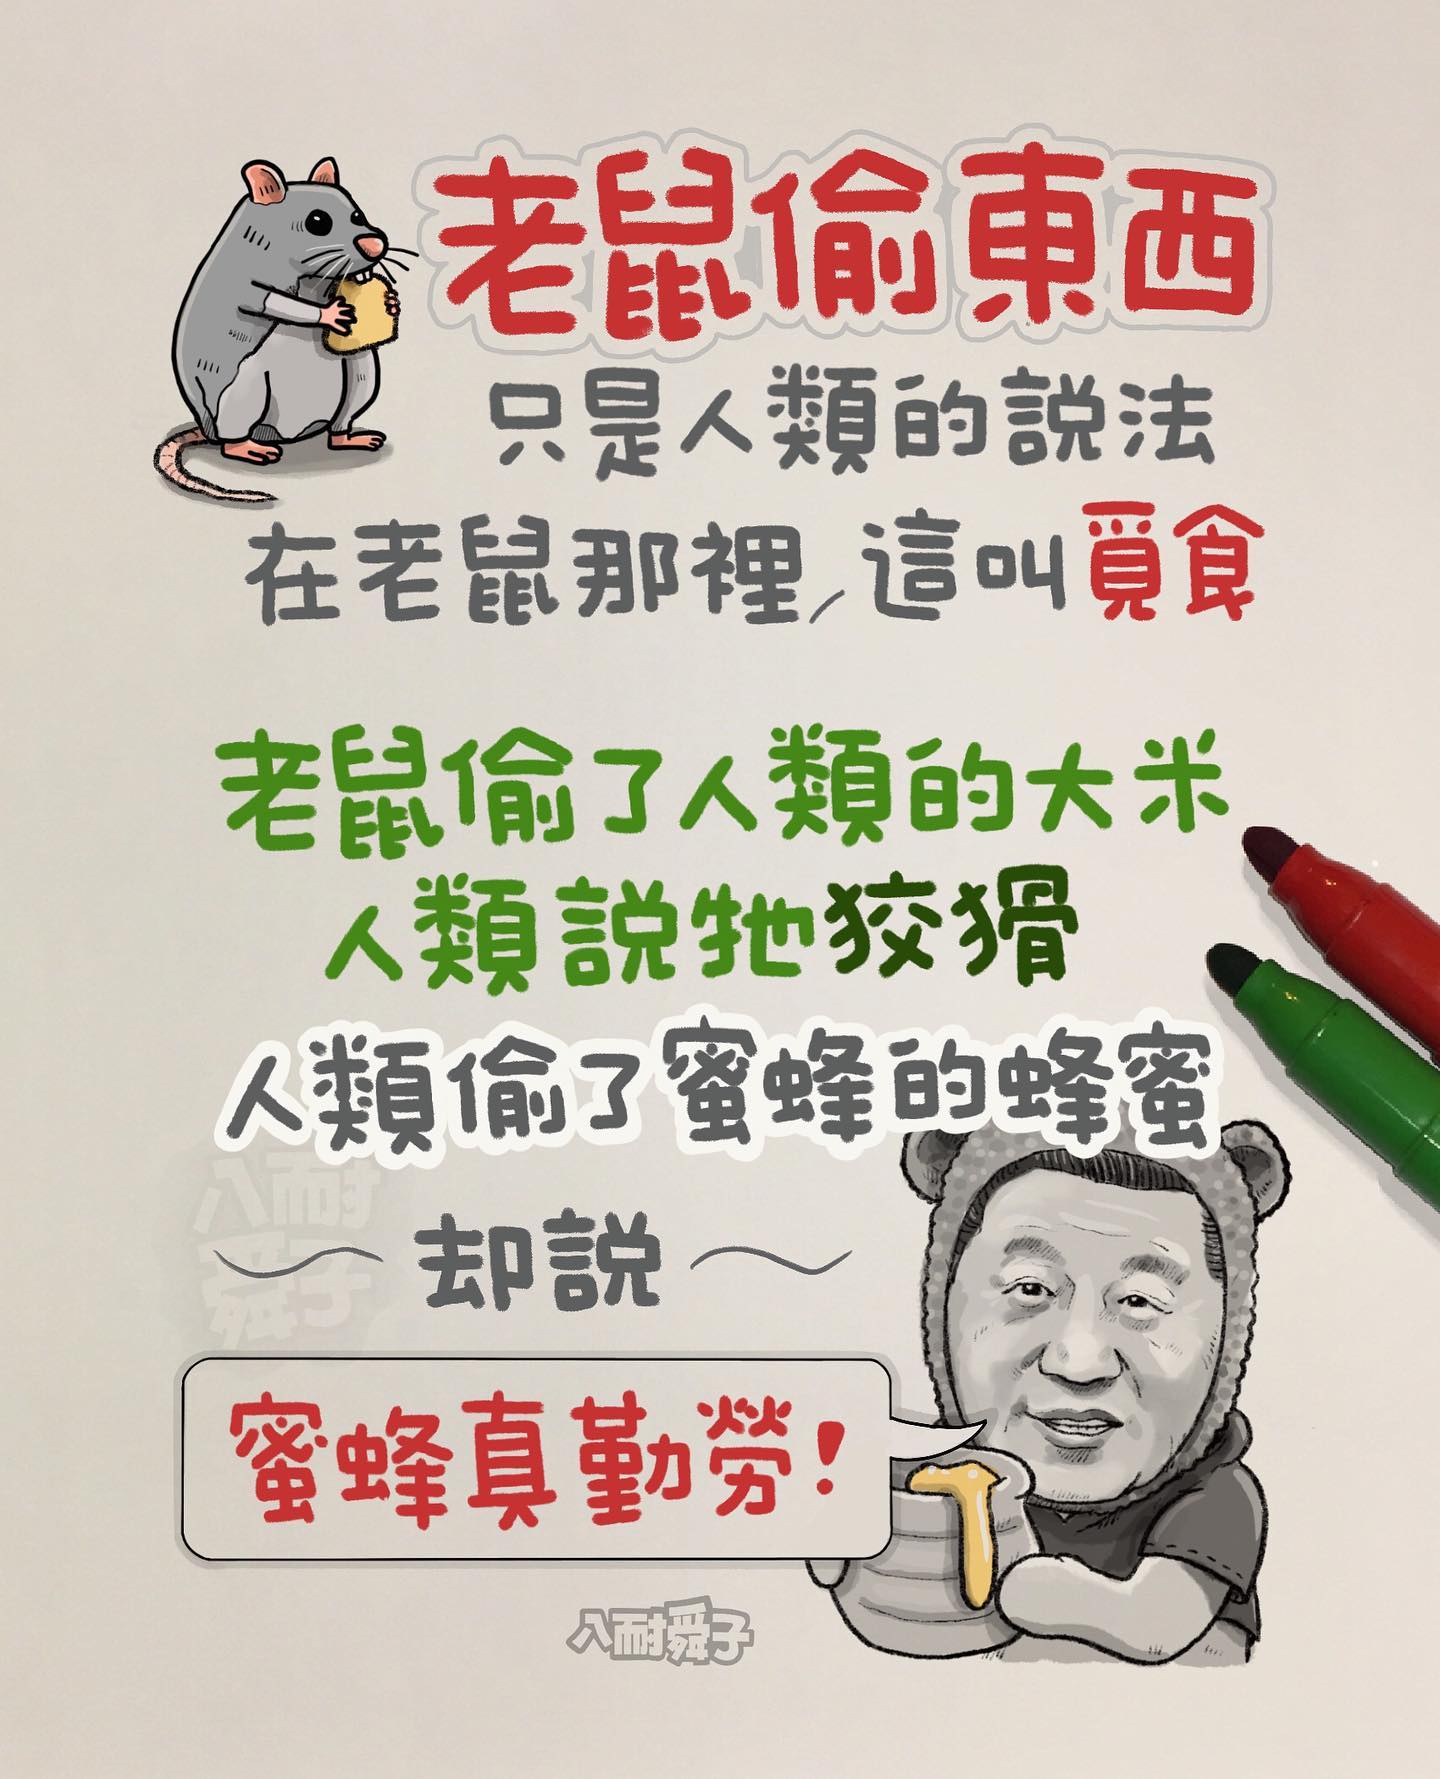 老鼠偷東西
只是人類的說法
在老鼠那裡,這叫覓食
老鼠偷了人類的大米
人類說牠狡猾
人類偷了蜜蜂的蜂蜜
八耐
舜子
~ 却說 ~
蜜蜂真勤勞!
八耐舜子